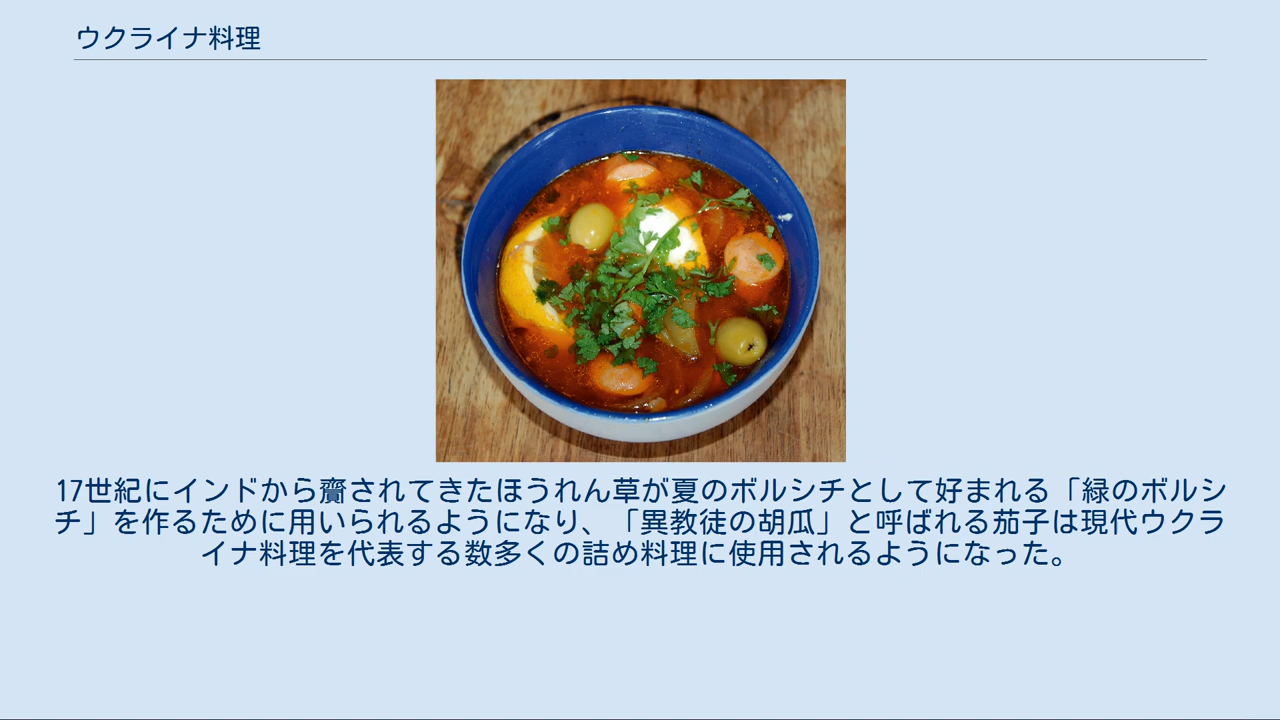 ウクライナ料理
17世紀にインドから齎されてきたほうれん草が夏のボルシチとして好まれる「緑のボルシ
チ」を作るために用いられるようになり、「異教徒の胡瓜」と呼ばれる茄子は現代ウクラ
イナ料理を代表する数多くの詰め料理に使用されるようになった。